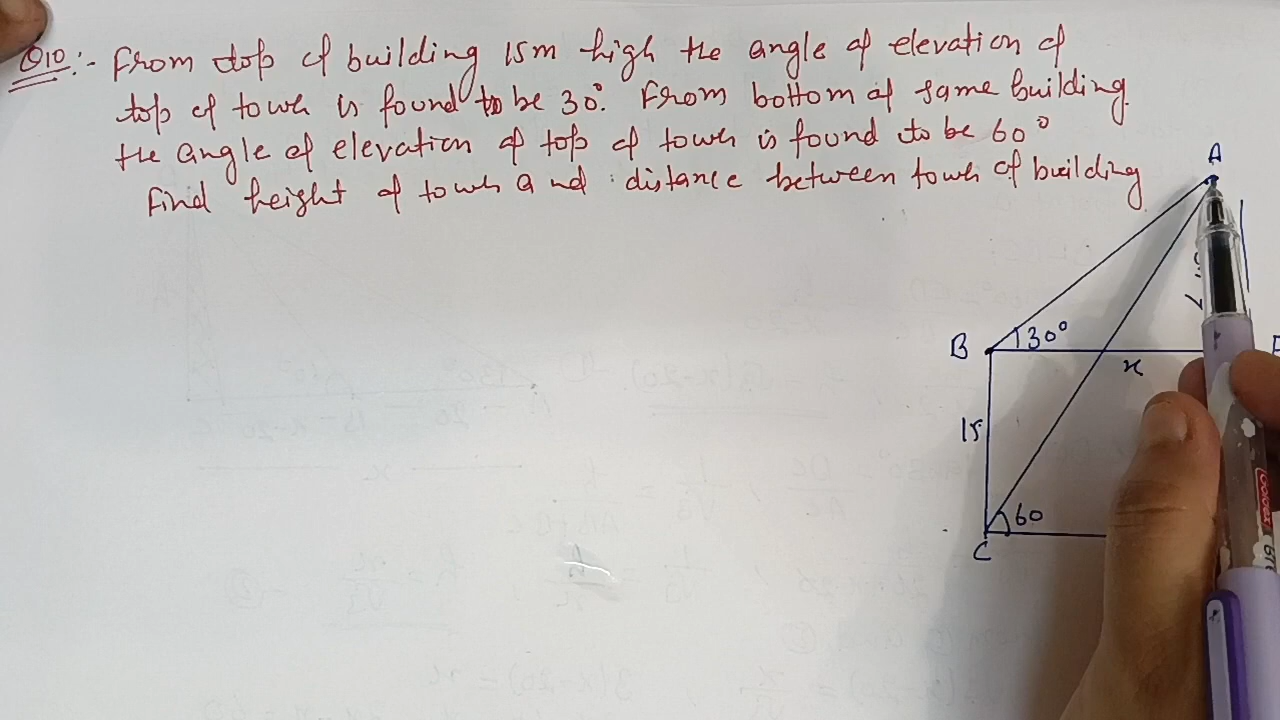 Q10:- From top of building 15m high the angle of elevation of
top of tower is found to be 30°. From bottom of same building
the angle of elevation of top of tower is found to be 60°
Find height of tower and distance between tower of building
A
B
30°
x
15
60
C